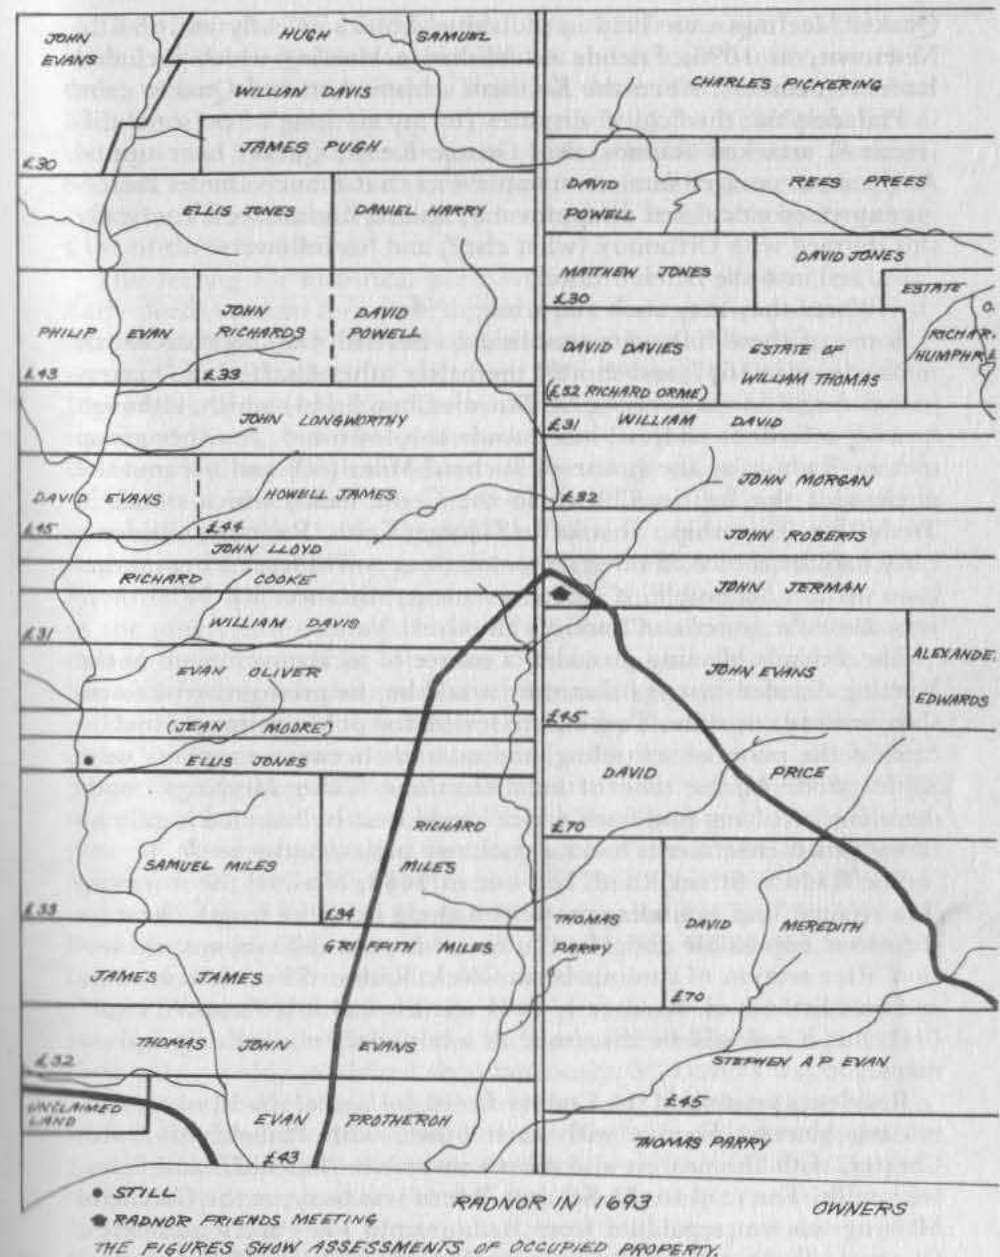 JOHN
EVANS
HUGH SAMUEL
WILLIAN DAVIS
JAMES PUGH
£30
ELLIS JONES
DANIEL HARRY
JOHN
RICHARDS
DAVID
POWELL
PHILIP EVAN
£43
£33
JOHN LONGWORTHY
DAVID EVANS
HOWELL JAMES
£45
£44
JOHN LLOYD
RICHARD COOKE
WILLIAM DAVIS
£31
EVAN OLIVER
(JEAN MOORE)
ELLIS JONES
RICHARD
MILES
SAMUEL MILES
£33
£94
GRIFFITH MILES
JAMES JAMES
THOMAS JOHN EVANS
£32
UNCLAIMED
LAND
EVAN PROTHEROH
£43
CHARLES PICKERING
DAVID
POWELL
REES PREES
DAVID JONES
MATTHEW JONES
£30
ESTATE
O.
RICHAR
HUMPHRE
DAVID DAVIES
(£32 RICHARD ORME)
ESTATE OF
WILLIAM THOMAS
£31
WILLIAM DAVID
JOHN MORGAN
£32
JOHN ROBERTS
JOHN JERMAN
JOHN EVANS
ALEXANDE.
EDWARDS
£45
DAVID PRICE
£70
THOMAS
PARRY
DAVID MEREDITH
£70
STEPHEN A P EVAN
£45
THOMAS PARRY
• STILL
RADNOR FRIENDS MEETING
RADNOR IN 1693
OWNERS
THE FIGURES SHOW ASSESSMENTS OF OCCUPIED PROPERTY.